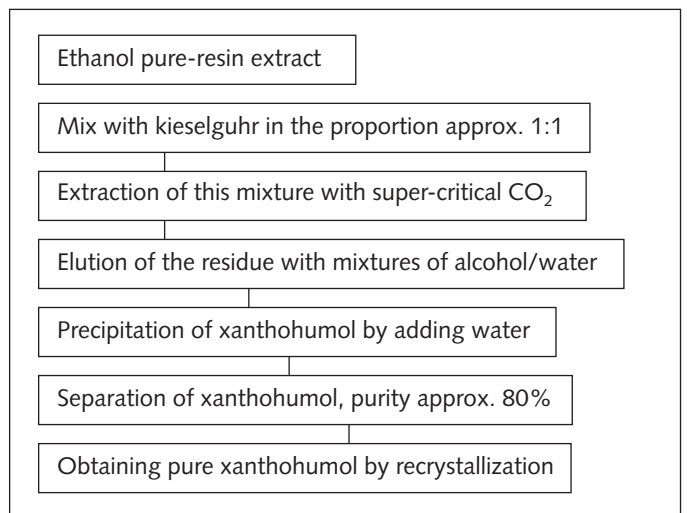 Ethanol pure-resin extract
Mix with kieselguhr in the proportion approx. 1:1
Extraction of this mixture with super-critical CO₂
Elution of the residue with mixtures of alcohol/water
Precipitation of xanthohumol by adding water
Separation of xanthohumol, purity approx. 80%
Obtaining pure xanthohumol by recrystallization